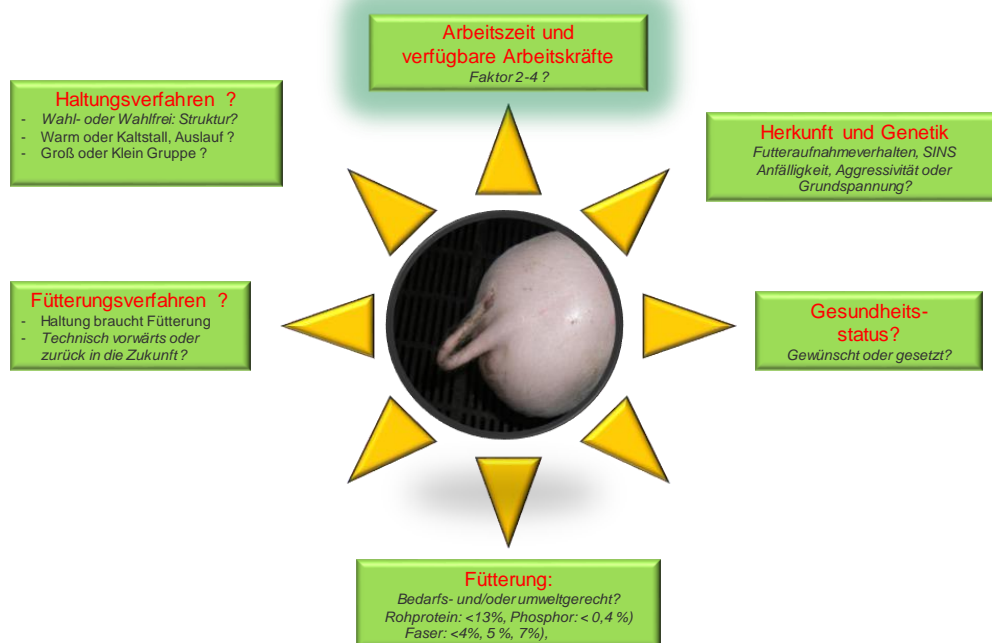 Arbeitszeit und
verfügbare Arbeitskräfte
Faktor 2-4 ?
Haltungsverfahren ?
- Wahl- oder Wahlfrei: Struktur?
- Warm oder Kaltstall, Auslauf ?
- Groß oder Klein Gruppe ?
Herkunft und Genetik
Futteraufnahmeverhalten, SINS
Anfälligkeit, Aggressivität oder
Grundspannung?
Fütterungsverfahren ?
- Haltung braucht Fütterung
- Technisch vorwärts oder
zurück in die Zukunft ?
Gesundheits-
status?
Gewünscht oder gesetzt?
Fütterung:
Bedarfs- und/oder umweltgerecht?
Rohprotein: <13%, Phosphor: < 0,4 %)
Faser: <4%, 5 %, 7%),